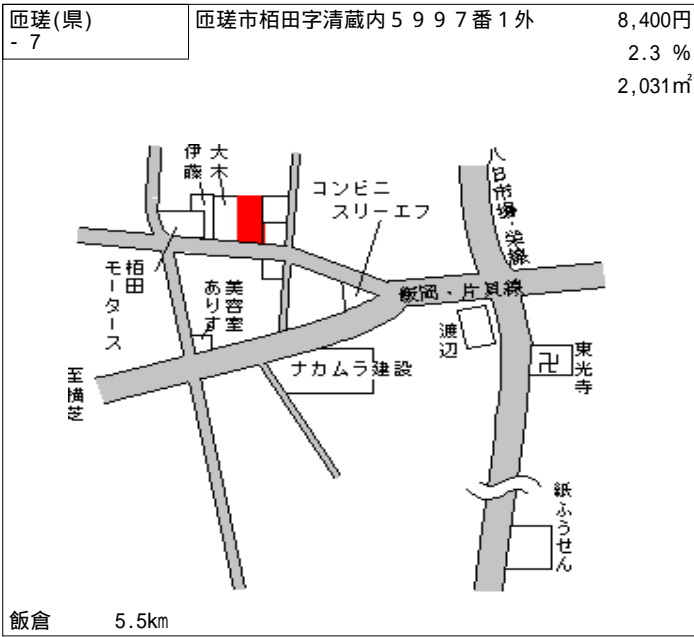 匝瑳(県)
- 7
匝瑳市栢田字清蔵内５９９７番１外
8,400円
2.3 %
2,031㎡
伊藤
大木
コンビニ
スリーエフ
八日市場・栄線
栢田
モータース
美容室
ありす
飯岡・片貝線
渡辺
東光寺
卍
ナカムラ建設
至横芝
紙ふうせん
飯倉
5.5km